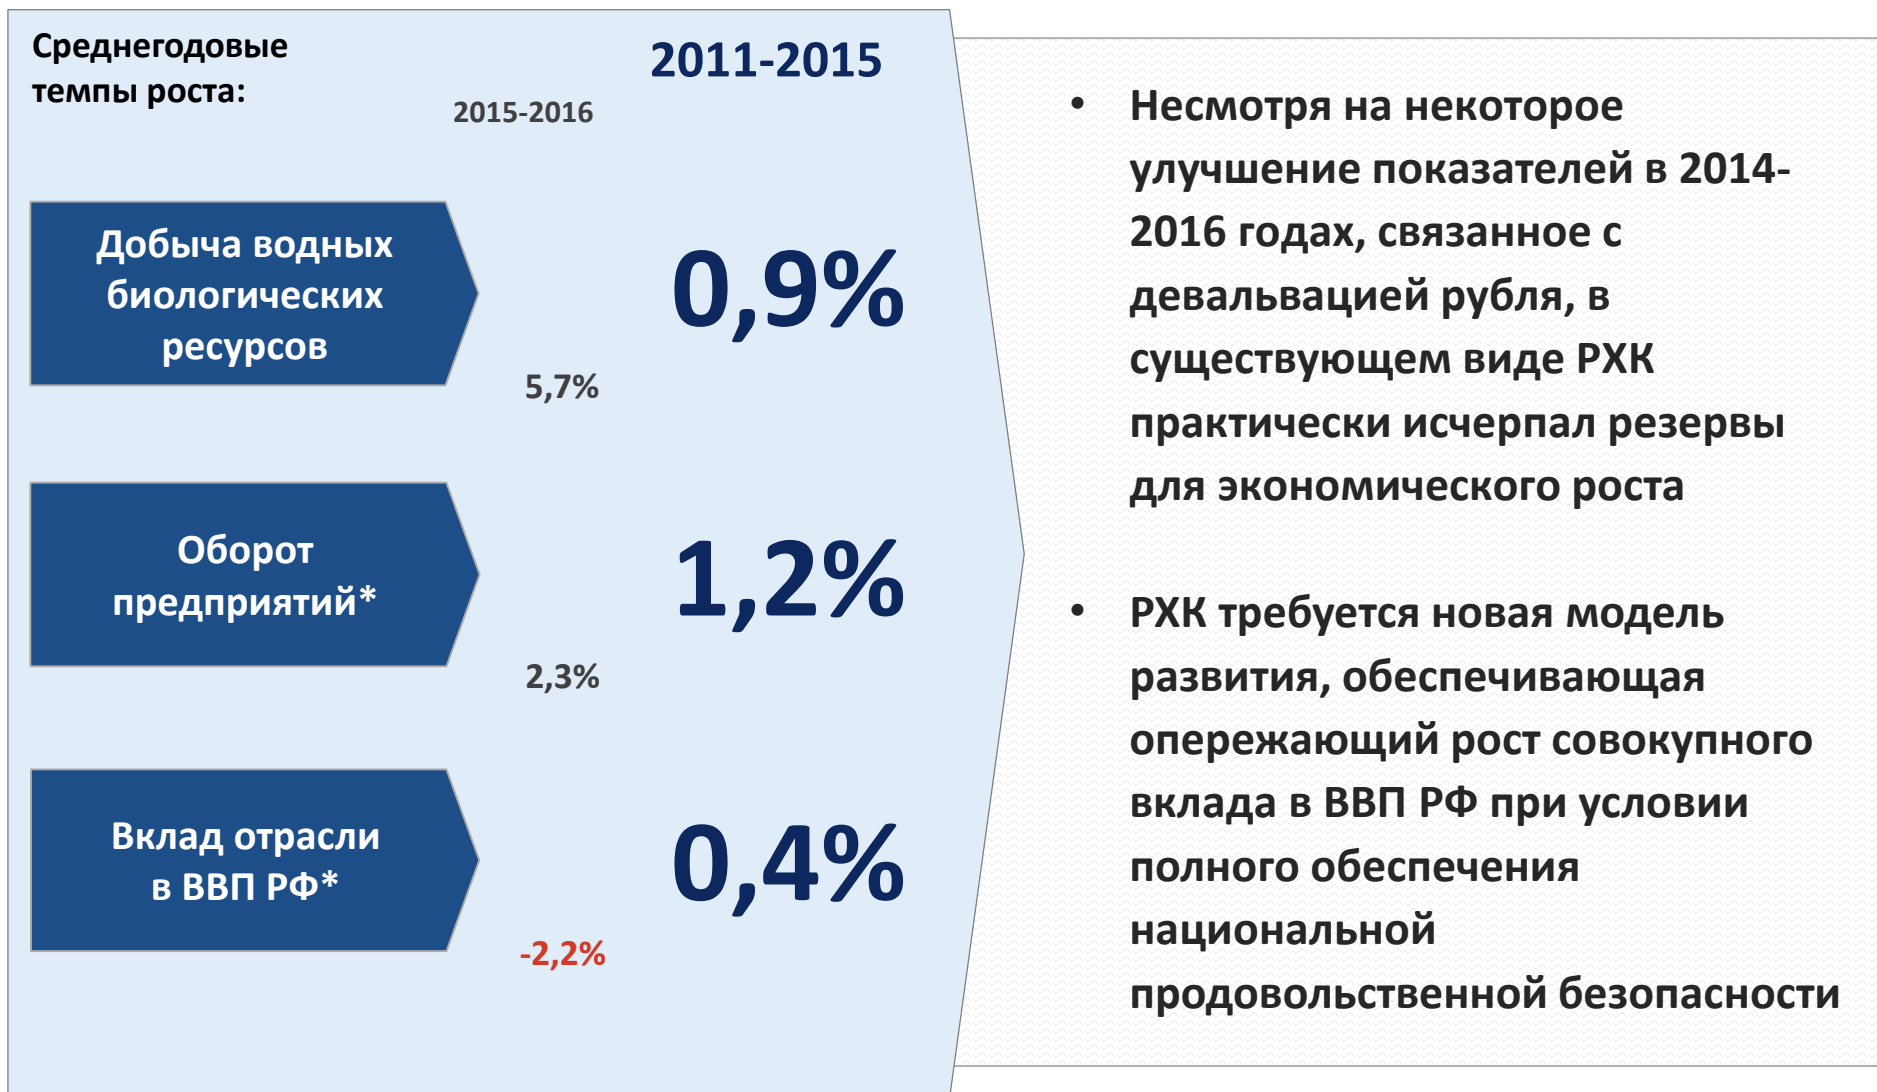 Среднегодовые
темпы роста:
2015-2016
2011-2015
Добыча водных
биологических
ресурсов
5,7%
0,9%
Оборот
предприятий*
2,3%
1,2%
Вклад отрасли
в ВВП РФ*
-2,2%
0,4%
• Несмотря на некоторое
улучшение показателей в 2014-
2016 годах, связанное с
девальвацией рубля, в
существующем виде РХК
практически исчерпал резервы
для экономического роста
• РХК требуется новая модель
развития, обеспечивающая
опережающий рост совокупного
вклада в ВВП РФ при условии
полного обеспечения
национальной
продовольственной безопасности